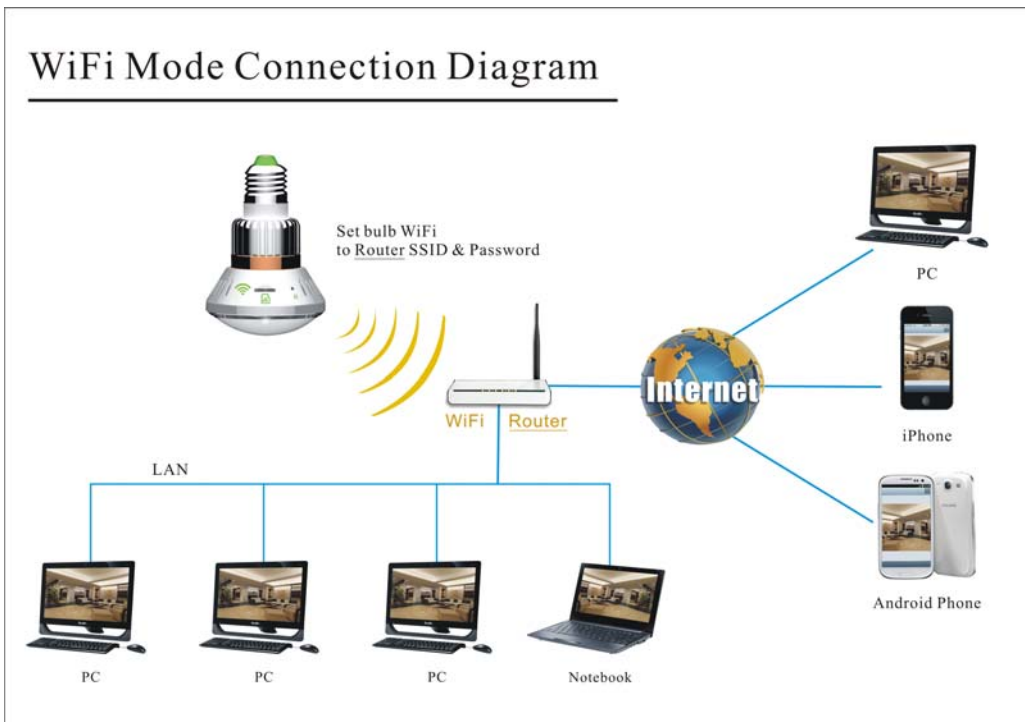 WiFi Mode Connection Diagram
Set bulb WiFi
to Router SSID & Password
PC
Internet
WiFi Router
iPhone
LAN
Android Phone
PC
PC
PC
Notebook